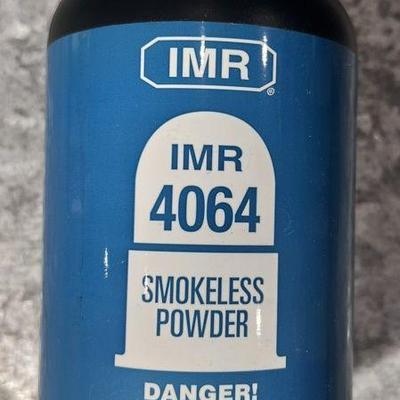 IMR
®
IMR
4064
SMOKELESS
POWDER
DANGER!